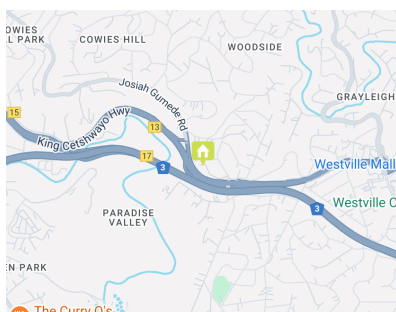 OWIES
LL PARK
COWIES HILL
WOODSIDE
Josiah Gumede Rd
GRAYLEIGH
15
13
King Cetshwayo Hwy
17
3
Westville Mall
Westville C
3
PARADISE
VALLEY
EN PARK
The Curry O's